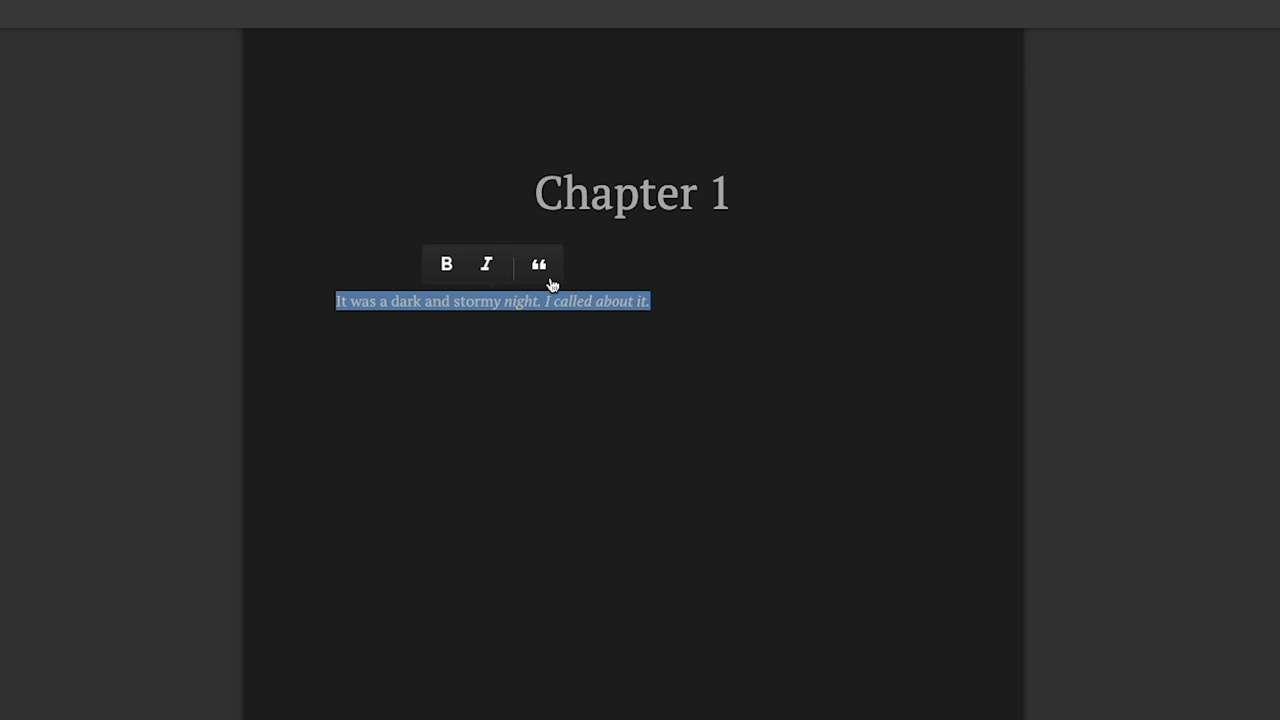 Chapter 1
B I “
It was a dark and stormy night. I called about it.